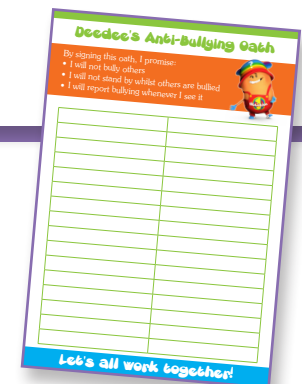 Deedee's Anti-Bullying Oath
By signing this oath, I promise:
• I will not bully others
• I will not stand by whilst others are bullied
• I will report bullying whenever I see it
Let's all work together!